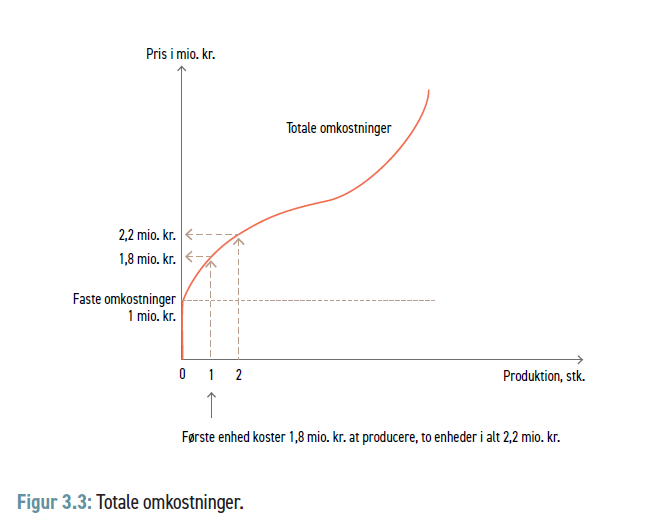 Pris i mio. kr.
Totale omkostninger
2,2 mio. kr.
1,8 mio. kr.
Faste omkostninger
1 mio. kr.
0 1 2
Produktion, stk.
Første enhed koster 1,8 mio. kr. at producere, to enheder i alt 2,2 mio. kr.
Figur 3.3: Totale omkostninger.